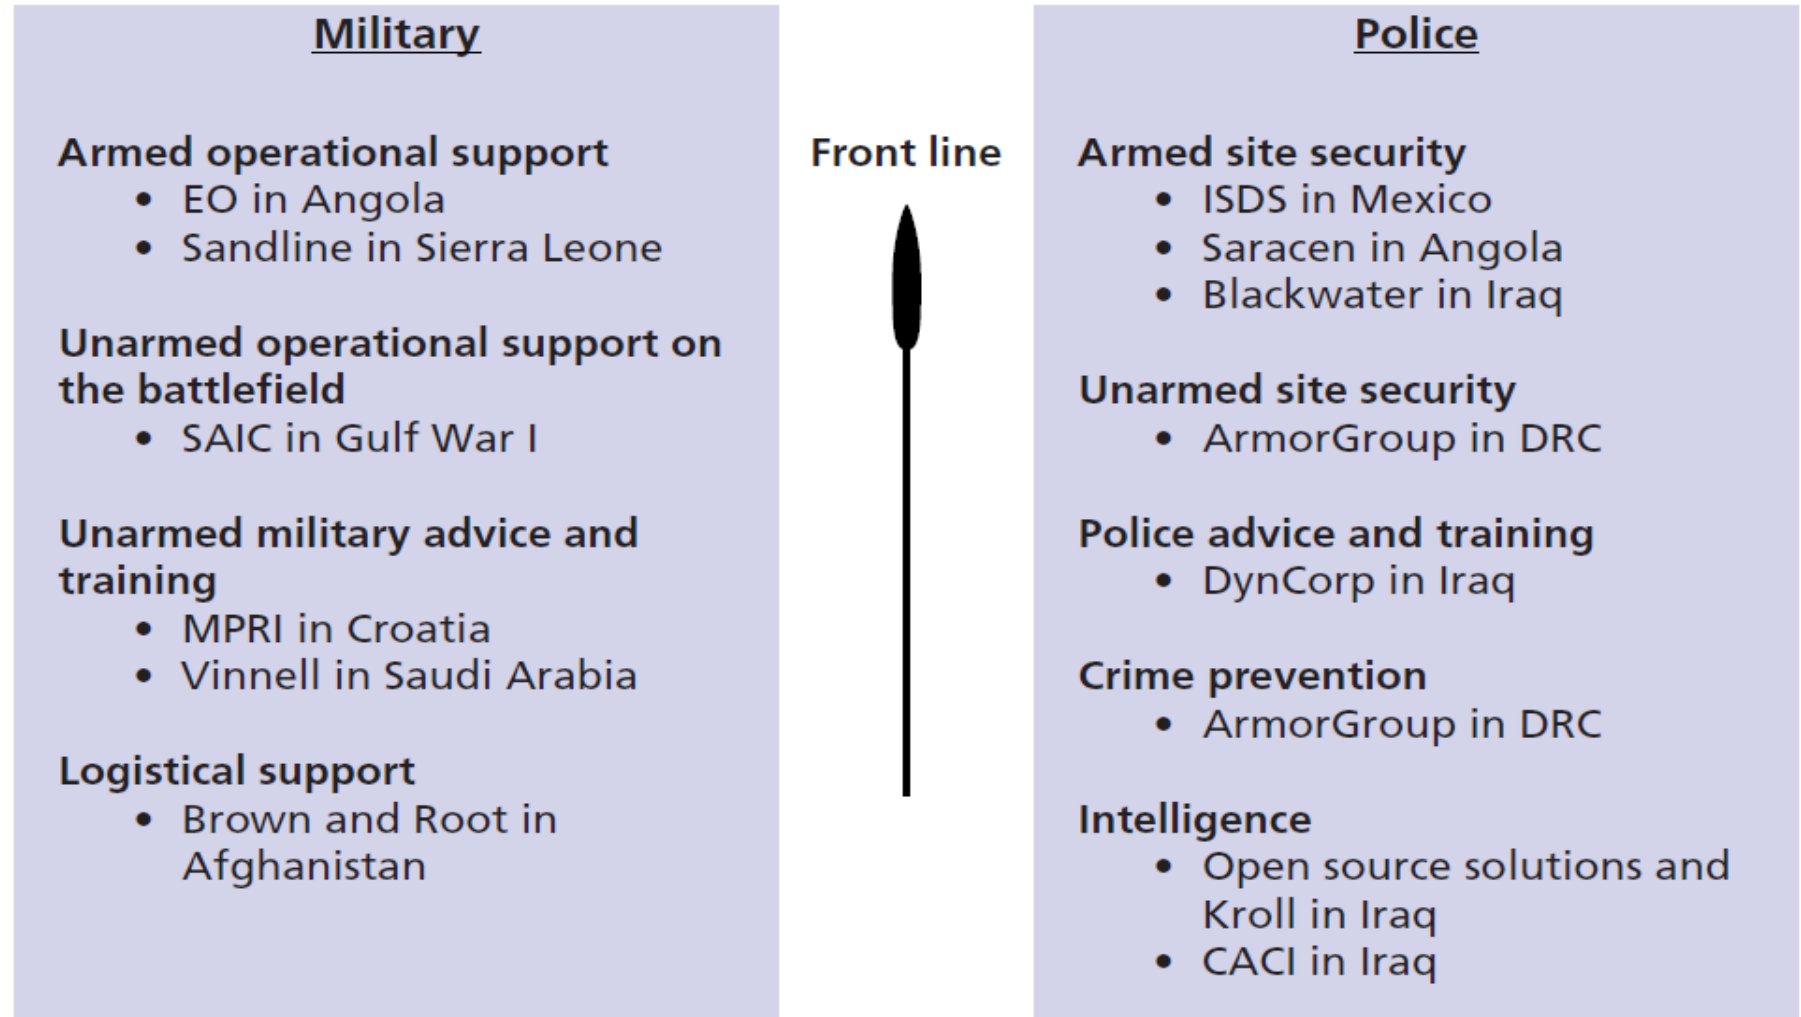 Military
Armed operational support
• EO in Angola
• Sandline in Sierra Leone
Unarmed operational support on
the battlefield
• SAIC in Gulf War I
Unarmed military advice and
training
• MPRI in Croatia
• Vinnell in Saudi Arabia
Logistical support
• Brown and Root in
Afghanistan
Front line
Police
Armed site security
• ISDS in Mexico
• Saracen in Angola
• Blackwater in Iraq
Unarmed site security
• ArmorGroup in DRC
Police advice and training
• DynCorp in Iraq
Crime prevention
• ArmorGroup in DRC
Intelligence
• Open source solutions and
Kroll in Iraq
• CACI in Iraq